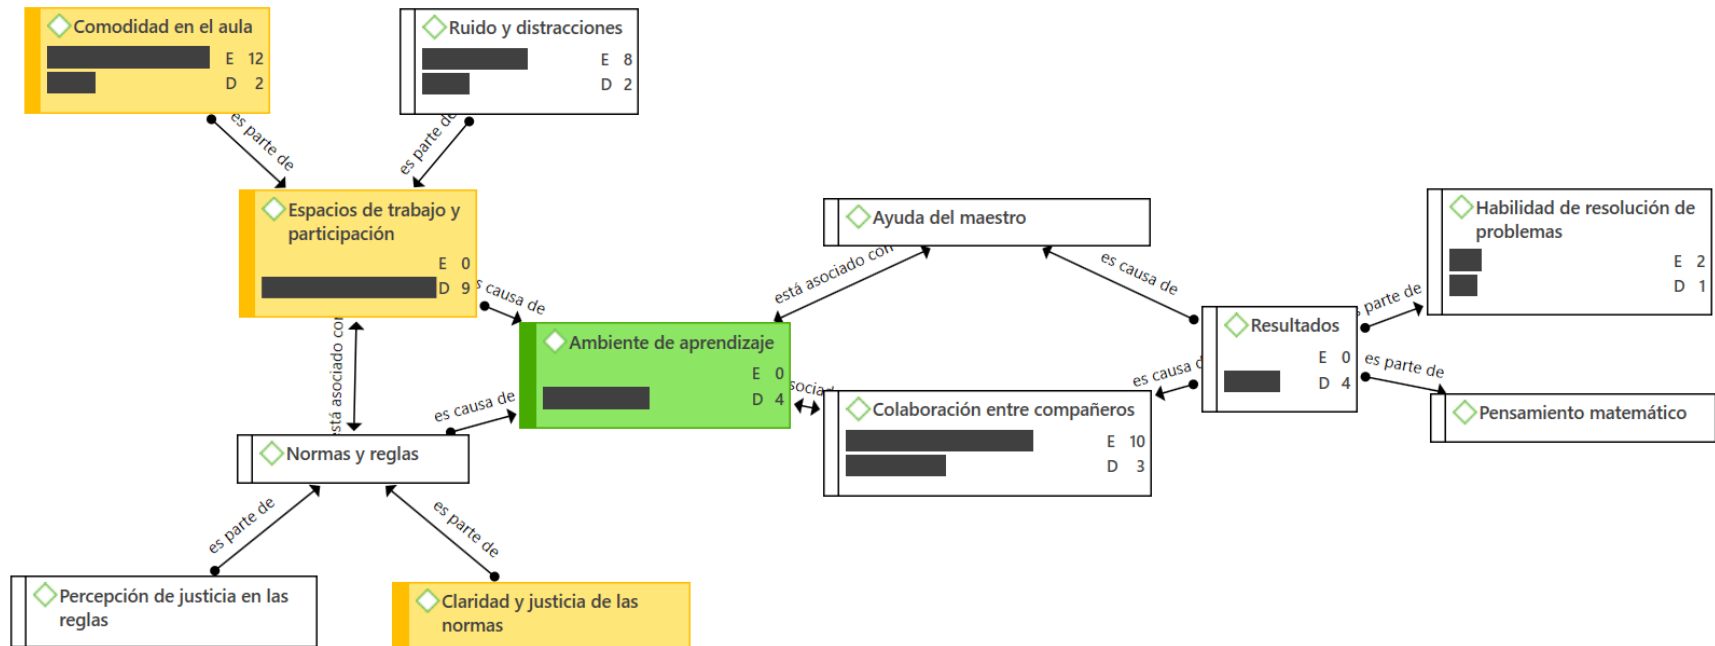 Comodidad en el aula
E 12
D 2
Ruido y distracciones
E 8
D 2
es parte de
es parte de
Espacios de trabajo y
participación
E 0
D 9
es causa de
está asociado con
Ambiente de aprendizaje
E 0
D 4
es causa de
Normas y reglas
es parte de
es parte de
Percepción de justicia en las
reglas
Claridad y justicia de las
normas
Ayuda del maestro
está asociado con
es causa de
Colaboración entre compañeros
E 10
D 3
es causa d
Resultados
E 0
D 4
es parte de
es parte de
Habilidad de resolución de
problemas
E 2
D 1
Pensamiento matemático